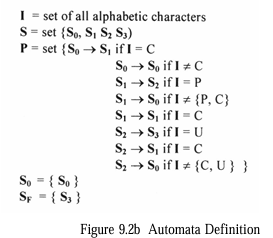 I = set of all alphabetic characters
S = set {S₀, S₁ S₂ S₃)
P = set {S₀ → S₁ if I = C
S₀ → S₀ if I ≠ C
S₁ → S₂ if I = P
S₁ → S₀ if I ≠ {P, C}
S₁ → S₁ if I = C
S₂ → S₃ if I = U
S₂ → S₁ if I = C
S₂ → S₀ if I ≠ {C, U } }
S₀ = { S₀ }
S_F = { S₃ }
Figure 9.2b Automata Definition